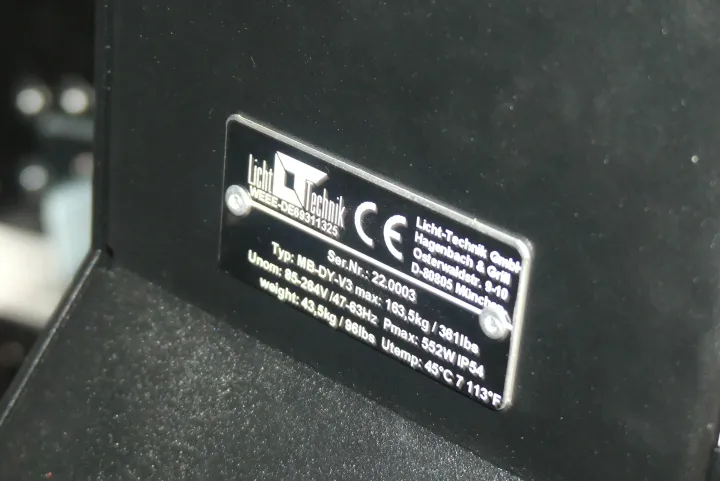 Licht Technik
WEEE-DE69311325
CE
Licht-Technik GmbH
Hagenbach & Grill
Osterwaldstr. 9-10
D-80805 München
Ser.Nr.: 22.0003
Typ: MB-DY-V3 max: 163,5kg / 361lbs
Unom: 85-264V /47-63Hz Pmax: 552W IP54
weight: 43,5kg / 96lbs Utemp: 45°C 7 113°F